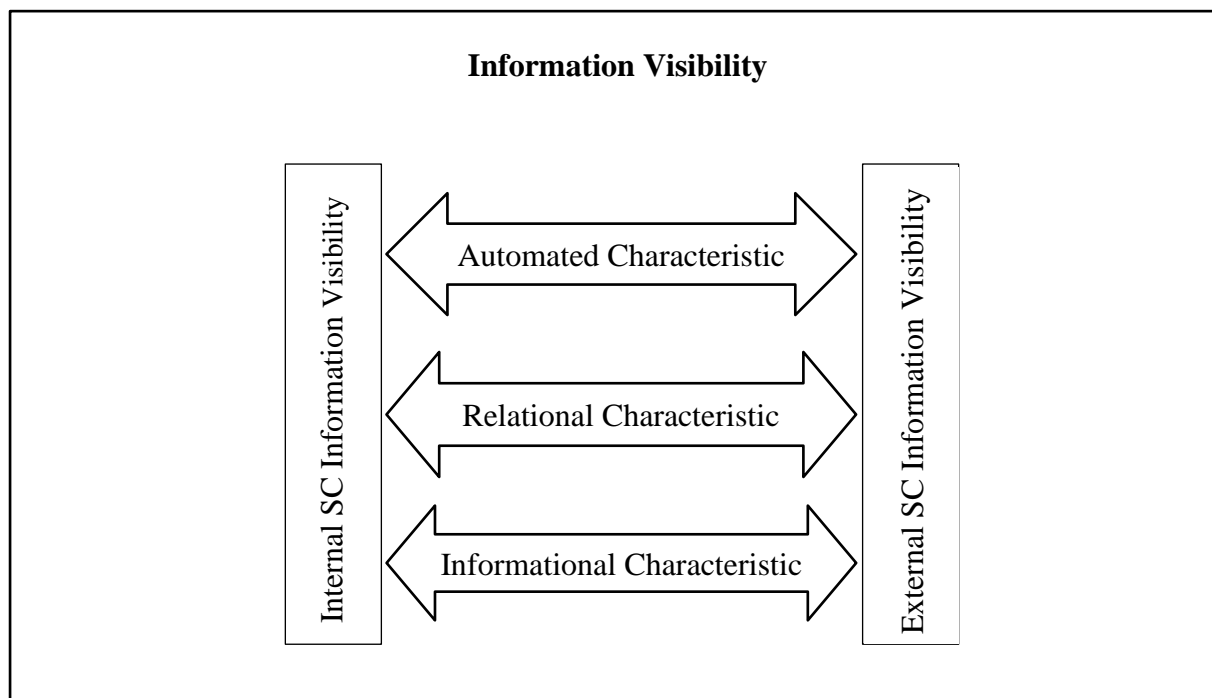 Information Visibility
Internal SC Information Visibility
Automated Characteristic
Relational Characteristic
Informational Characteristic
External SC Information Visibility